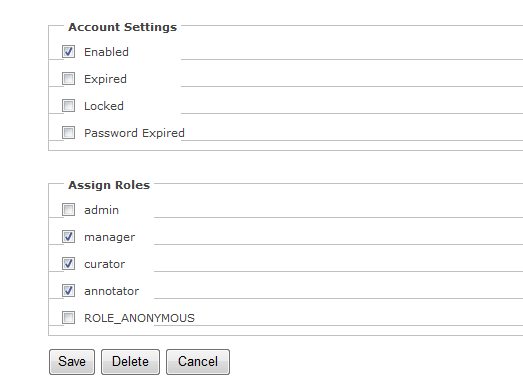 Account Settings
Enabled
Expired
Locked
Password Expired
Assign Roles
admin
manager
curator
annotator
ROLE_ANONYMOUS
Save Delete Cancel